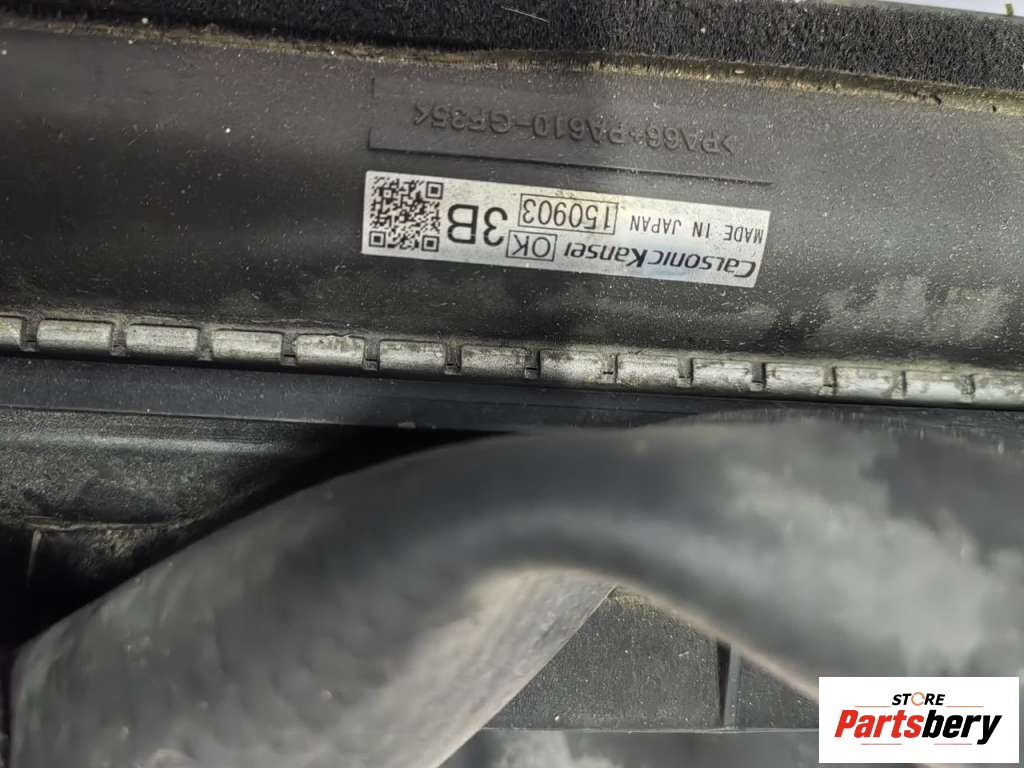 CALSONIC KANSEI OK 3B
MADE IN JAPAN 150903
>PA66+PA610-GF35<
STORE
Partsbery